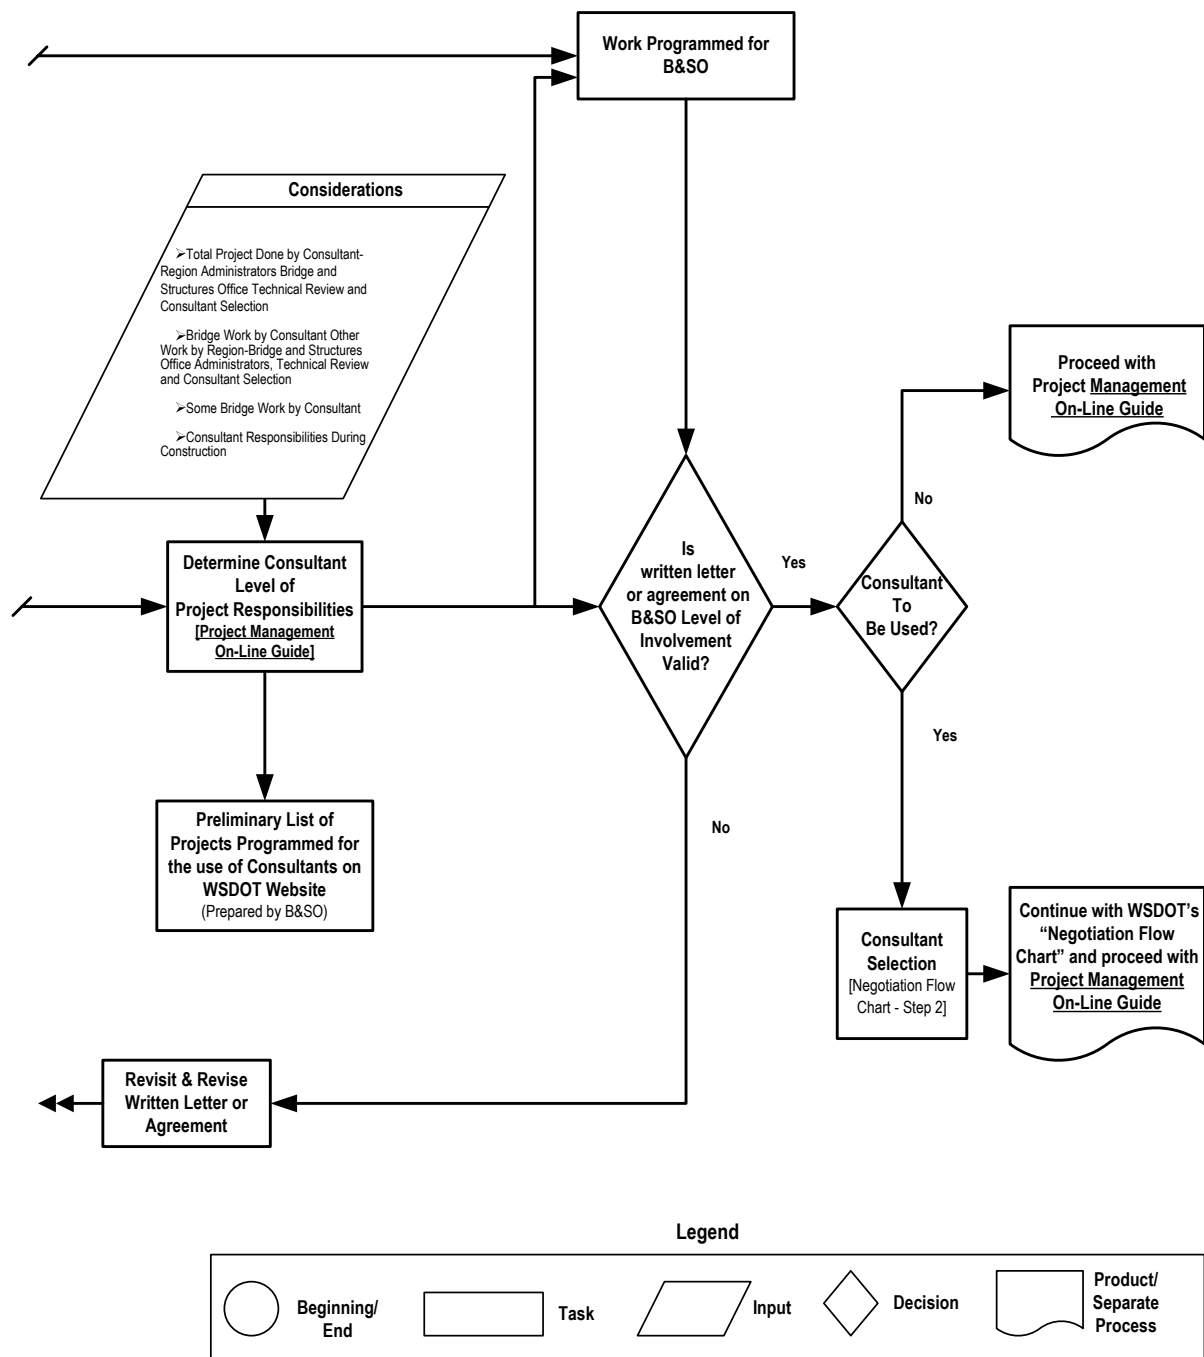 Work Programmed for
B&SO
Considerations
➢Total Project Done by Consultant-
Region Administrators Bridge and
Structures Office Technical Review and
Consultant Selection
➢Bridge Work by Consultant Other
Work by Region-Bridge and Structures
Office Administrators, Technical Review
and Consultant Selection
➢Some Bridge Work by Consultant
➢Consultant Responsibilities During
Construction
Proceed with
Project Management
On-Line Guide
No
Determine Consultant
Level of
Project Responsibilities
[Project Management
On-Line Guide]
Is
written letter
or agreement on
B&SO Level of
Involvement
Valid?
Yes
Consultant
To
Be Used?
Yes
No
Preliminary List of
Projects Programmed for
the use of Consultants on
WSDOT Website
(Prepared by B&SO)
Consultant
Selection
[Negotiation Flow
Chart - Step 2]
Continue with WSDOT’s
“Negotiation Flow
Chart” and proceed with
Project Management
On-Line Guide
Revisit & Revise
Written Letter or
Agreement
Legend
Beginning/
End
Task
Input
Decision
Product/
Separate
Process